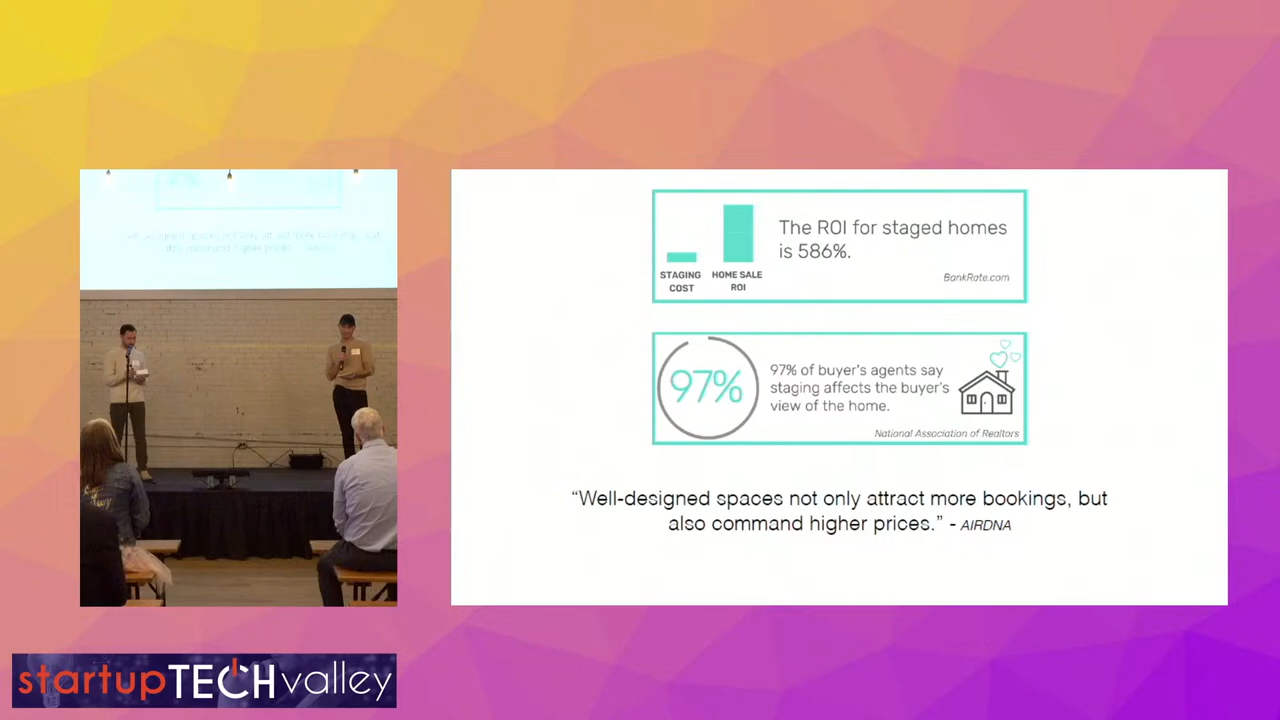 The ROI for staged homes
is 586%.
STAGING
COST
HOME SALE
ROI
BankRate.com
97%
97% of buyer's agents say
staging affects the buyer's
view of the home.
National Association of Realtors
“Well-designed spaces not only attract more bookings, but
also command higher prices.” - AIRDNA
startupTECHvalley